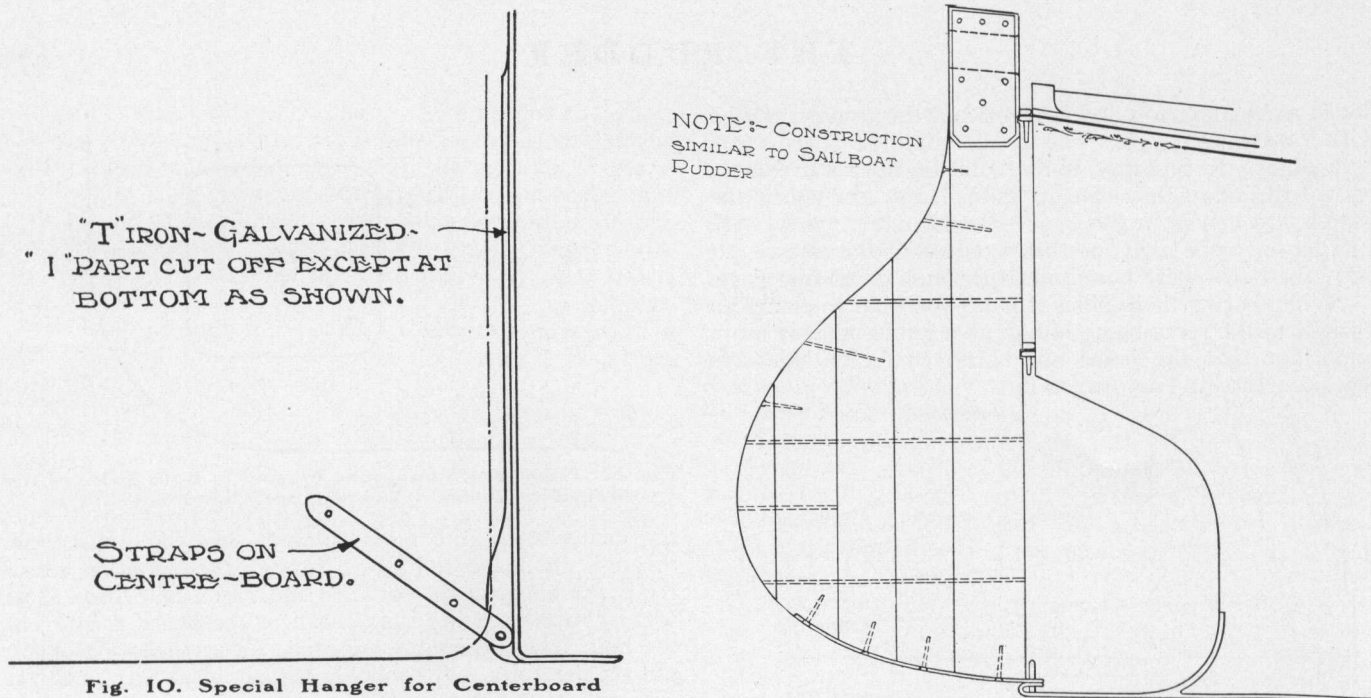 "T" IRON ~ GALVANIZED ~
"I" PART CUT OFF EXCEPT AT
BOTTOM AS SHOWN.
STRAPS ON
CENTRE~BOARD.
Fig. 10. Special Hanger for Centerboard
NOTE:- CONSTRUCTION
SIMILAR TO SAILBOAT
RUDDER